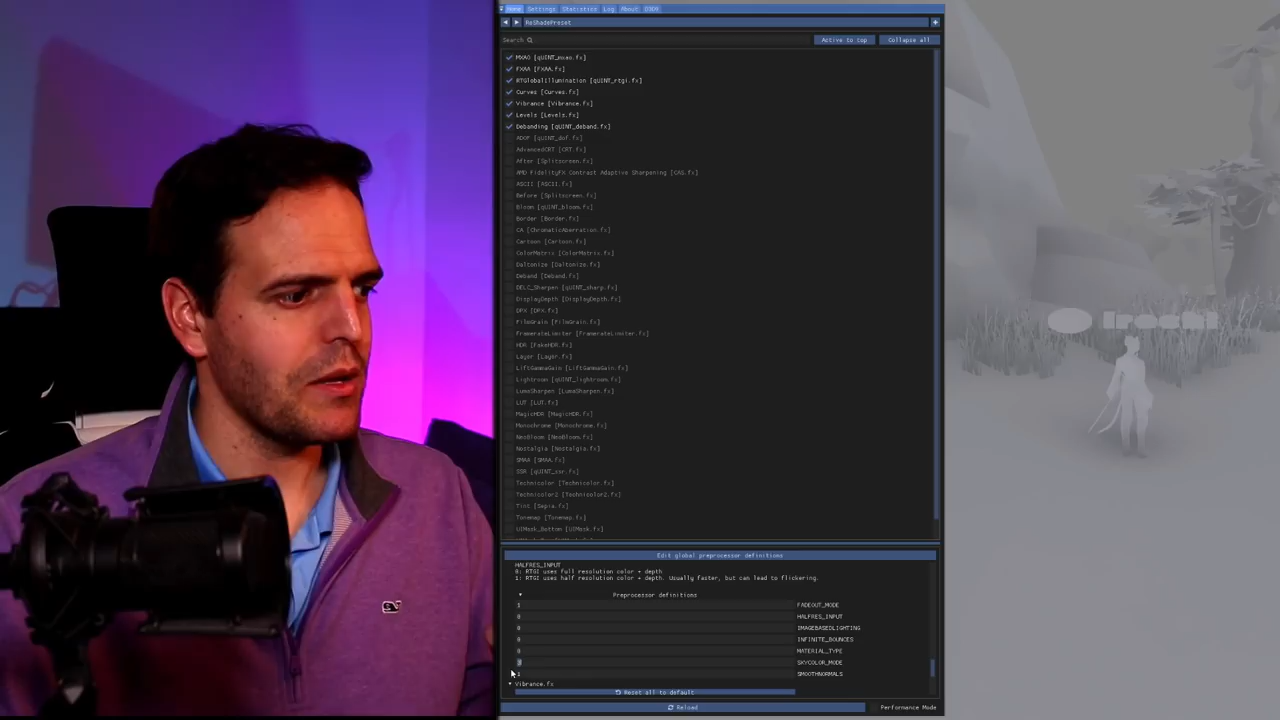 Home Settings Statistics Log About D3D9
ReShadePreset
Search
Active to top
Collapse all
MXAO [qUINT_mxao.fx]
FXAA [FXAA.fx]
RTGlobalIllumination [qUINT_rtgi.fx]
Curves [Curves.fx]
Vibrance [Vibrance.fx]
Levels [Levels.fx]
Debanding [qUINT_deband.fx]
ADOF [qUINT_dof.fx]
AdvancedCRT [CRT.fx]
After [Splitscreen.fx]
AMD FidelityFX Contrast Adaptive Sharpening [CAS.fx]
ASCII [ASCII.fx]
Before [Splitscreen.fx]
Bloom [qUINT_bloom.fx]
Border [Border.fx]
CA [ChromaticAberration.fx]
Cartoon [Cartoon.fx]
ColorMatrix [ColorMatrix.fx]
Daltonize [Daltonize.fx]
Deband [Deband.fx]
DELC_Sharpen [qUINT_sharp.fx]
DisplayDepth [DisplayDepth.fx]
DPX [DPX.fx]
FilmGrain [FilmGrain.fx]
FramerateLimiter [FramerateLimiter.fx]
HDR [FakeHDR.fx]
Layer [Layer.fx]
LiftGammaGain [LiftGammaGain.fx]
Lightroom [qUINT_lightroom.fx]
LumaSharpen [LumaSharpen.fx]
LUT [LUT.fx]
MagicHDR [MagicHDR.fx]
Monochrome [Monochrome.fx]
NeoBloom [NeoBloom.fx]
Nostalgia [Nostalgia.fx]
SMAA [SMAA.fx]
SSR [qUINT_ssr.fx]
Technicolor [Technicolor.fx]
Technicolor2 [Technicolor2.fx]
Tint [Sepia.fx]
Tonemap [Tonemap.fx]
UIMask_Bottom [UIMask.fx]
Edit global preprocessor definitions
HALFRES_INPUT
0: RTGI uses full resolution color + depth
1: RTGI uses half resolution color + depth. Usually faster, but can lead to flickering.
Preprocessor definitions
1 FADEOUT_MODE
0 HALFRES_INPUT
0 IMAGEBASEDLIGHTING
0 INFINITE_BOUNCES
0 MATERIAL_TYPE
SKYCOLOR_MODE
1 SMOOTHNORMALS
Vibrance.fx
Reset all to default
Reload
Performance Mode